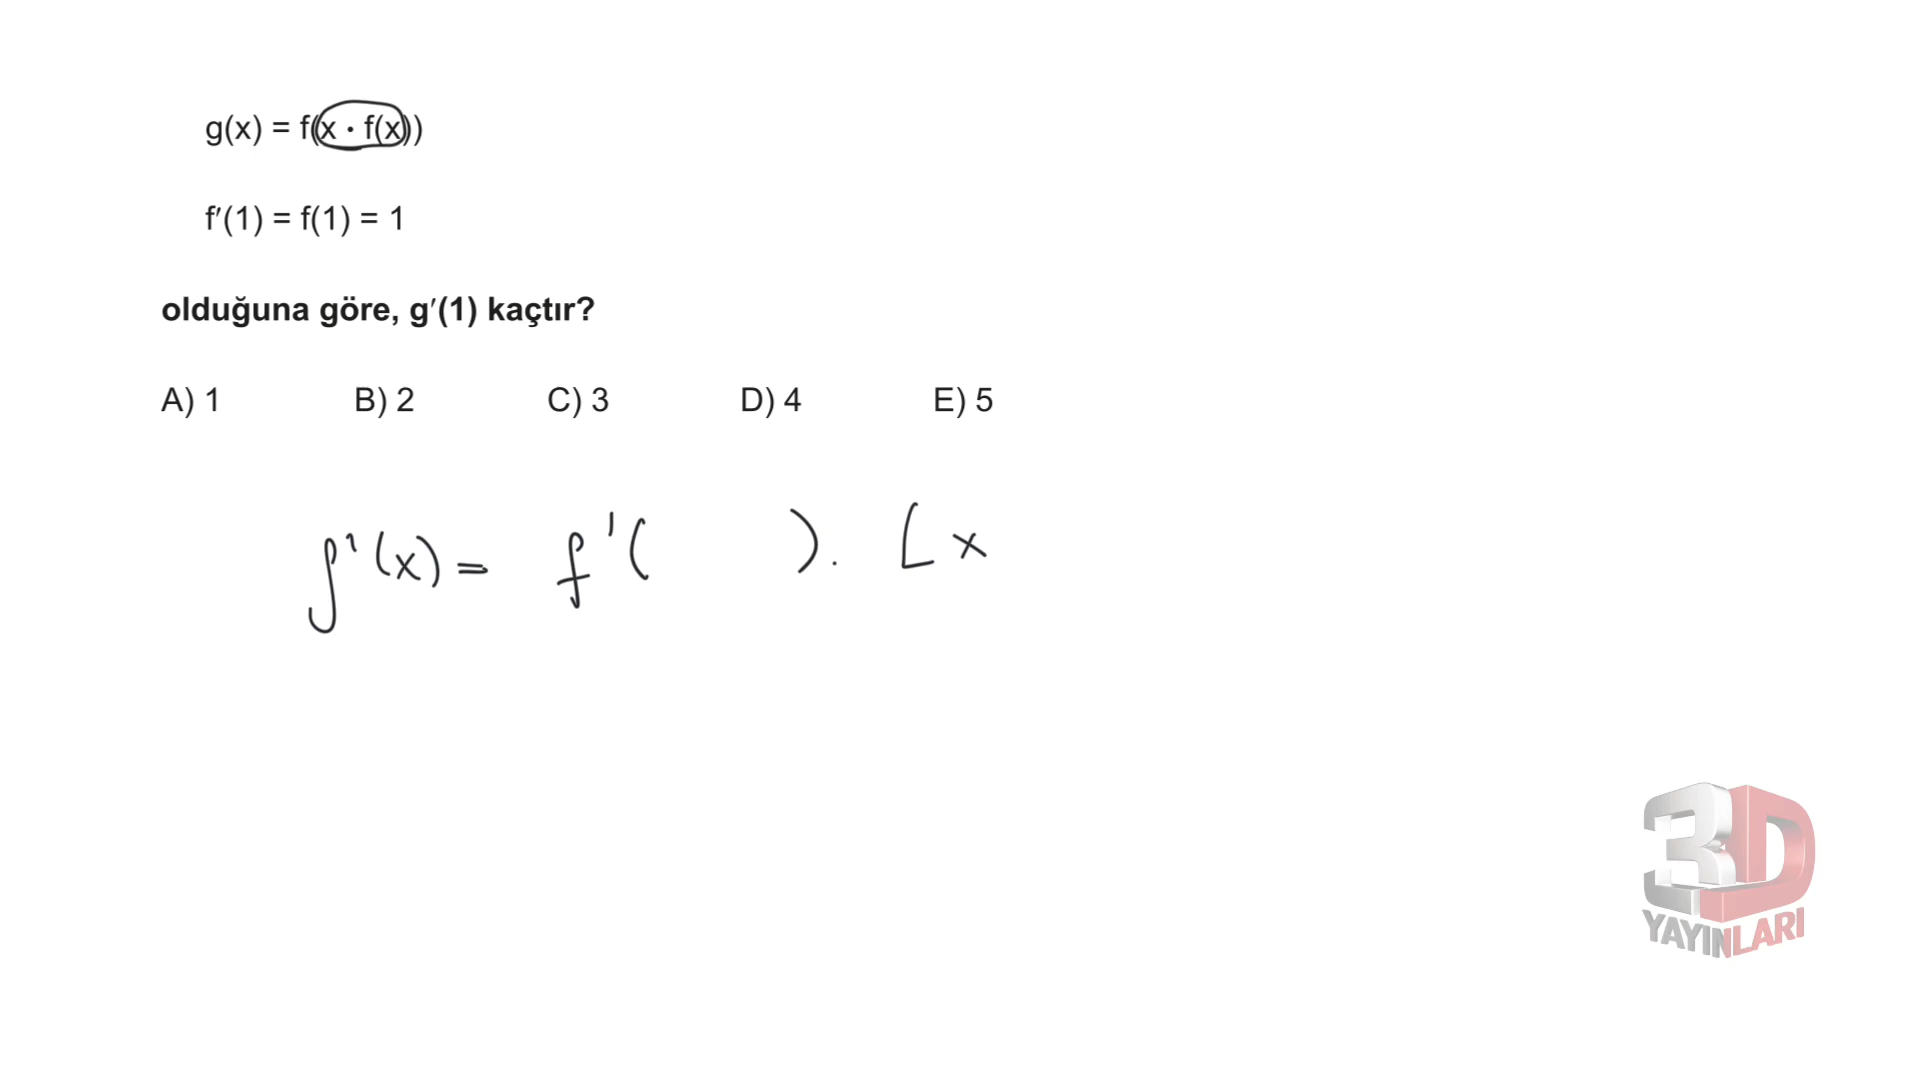 g(x) = f(x · f(x))
f′(1) = f(1) = 1
olduğuna göre, g′(1) kaçtır?
A) 1 B) 2 C) 3 D) 4 E) 5
g'(x) = f'( ). [x
3D
YAYINLARI